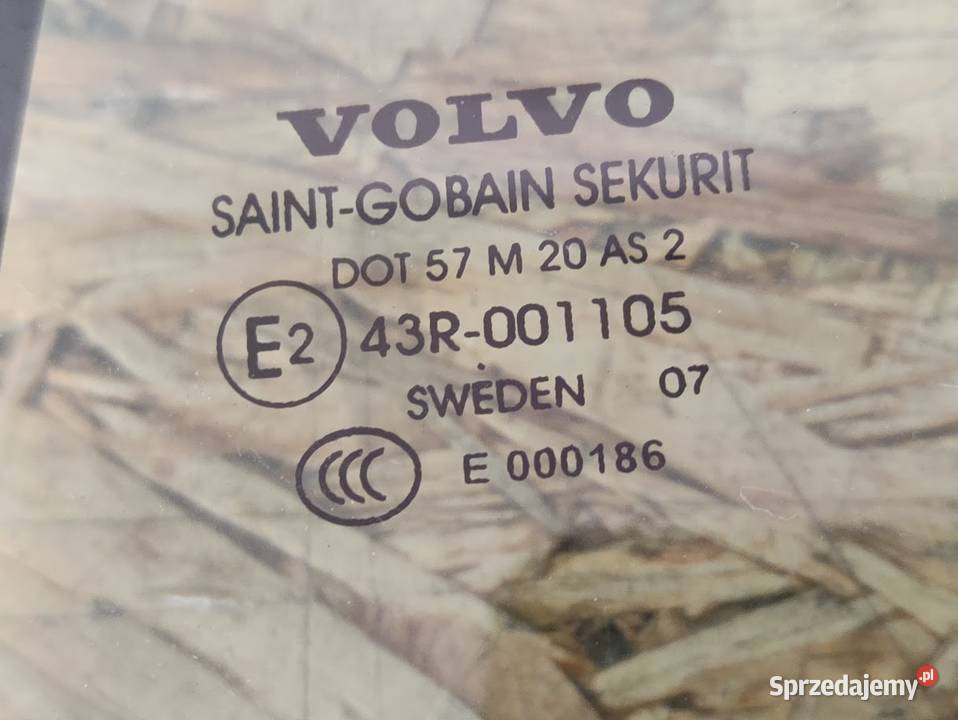 VOLVO
SAINT-GOBAIN SEKURIT
DOT 57 M 20 AS 2
E2 43R-001105
SWEDEN 07
CCC E 000186
Sprzedajemy.pl